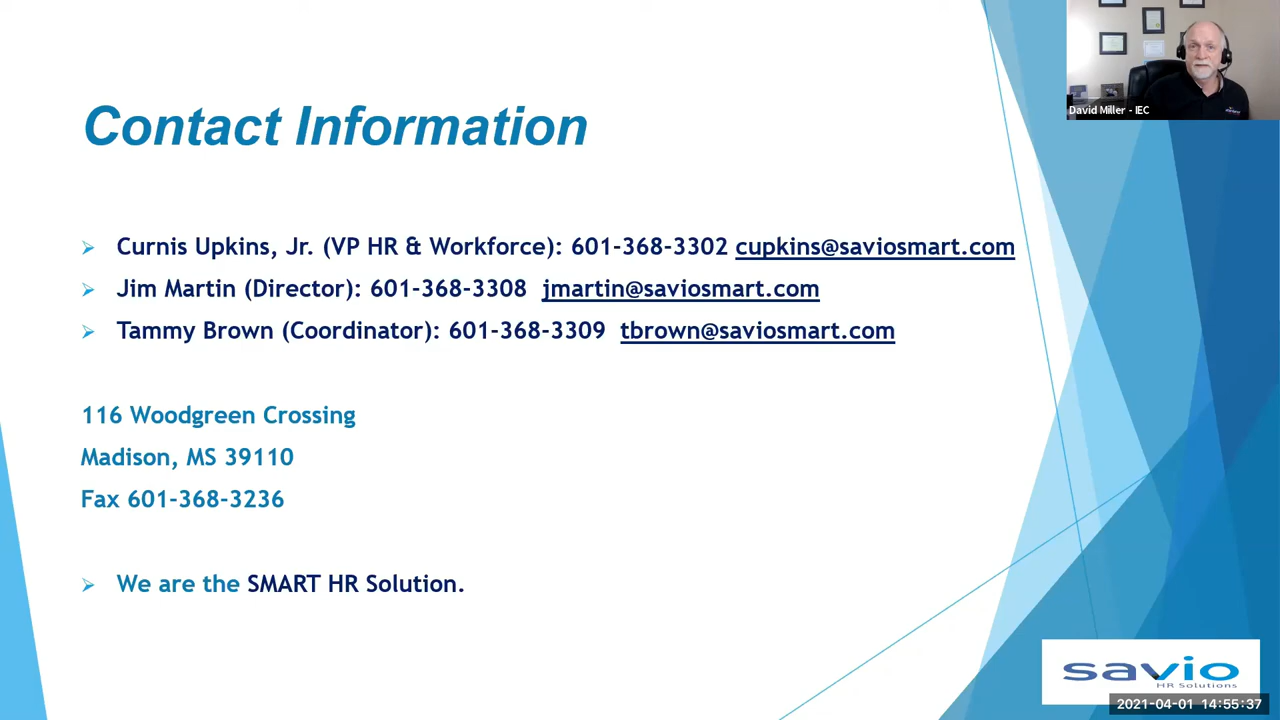 David Miller - IEC
Contact Information
Curnis Upkins, Jr. (VP HR & Workforce): 601-368-3302 cupkins@saviosmart.com
Jim Martin (Director): 601-368-3308 jmartin@saviosmart.com
Tammy Brown (Coordinator): 601-368-3309 tbrown@saviosmart.com
116 Woodgreen Crossing
Madison, MS 39110
Fax 601-368-3236
We are the SMART HR Solution.
savio
HR Solutions
2021-04-01 14:55:37